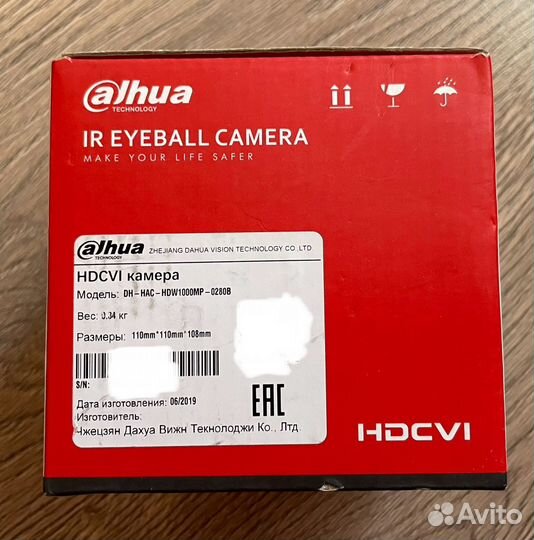 alhua
TECHNOLOGY
IR EYEBALL CAMERA
MAKE YOUR LIFE SAFER
alhua
TECHNOLOGY
ZHEJIANG DAHUA VISION TECHNOLOGY CO.,LTD.
HDCVI камера
Модель: DH-HAC-HDW1000MP-0280B
Вес: 0.34 кг
Размеры: 110mm*110mm*108mm
S/N:
Дата изготовления: 06/2019
Изготовитель:
Чжецзян Дахуа Вижн Текнолоджи Ко., Лтд.
EAC
HDCVI
Avito